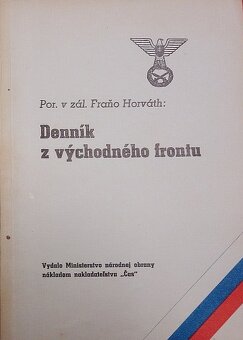 Por. v zál. Fraňo Horváth:
Denník
z východného frontu
Vydalo Ministerstvo národnej obrany
nákladom nakladateľstva „Čas"